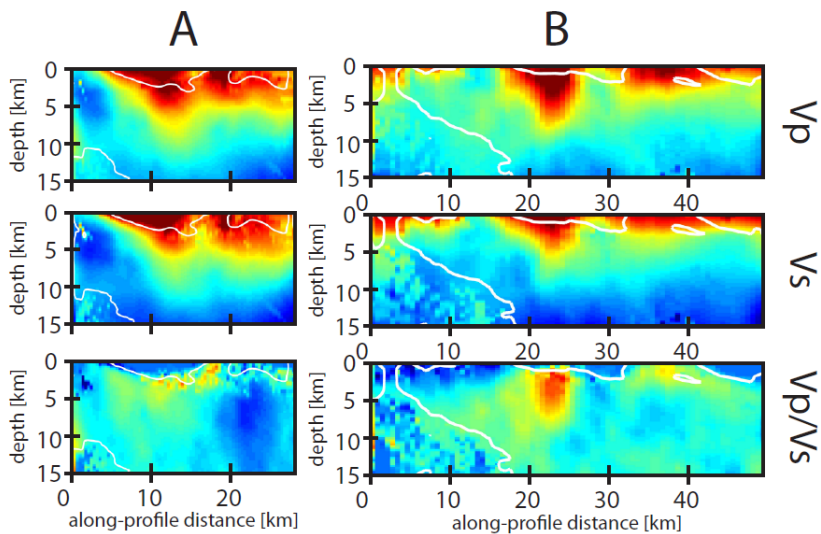 A B
depth [km] 0 5 10 15 depth [km] 0 5 10 15 Vp
depth [km] 0 5 10 15 depth [km] 0 5 10 15 Vs
depth [km] 0 5 10 15 depth [km] 0 5 10 15 Vp/Vs
0 10 20 0 10 20 30 40
0 10 20 30 40
0 10 20 30 40
along-profile distance [km] along-profile distance [km]